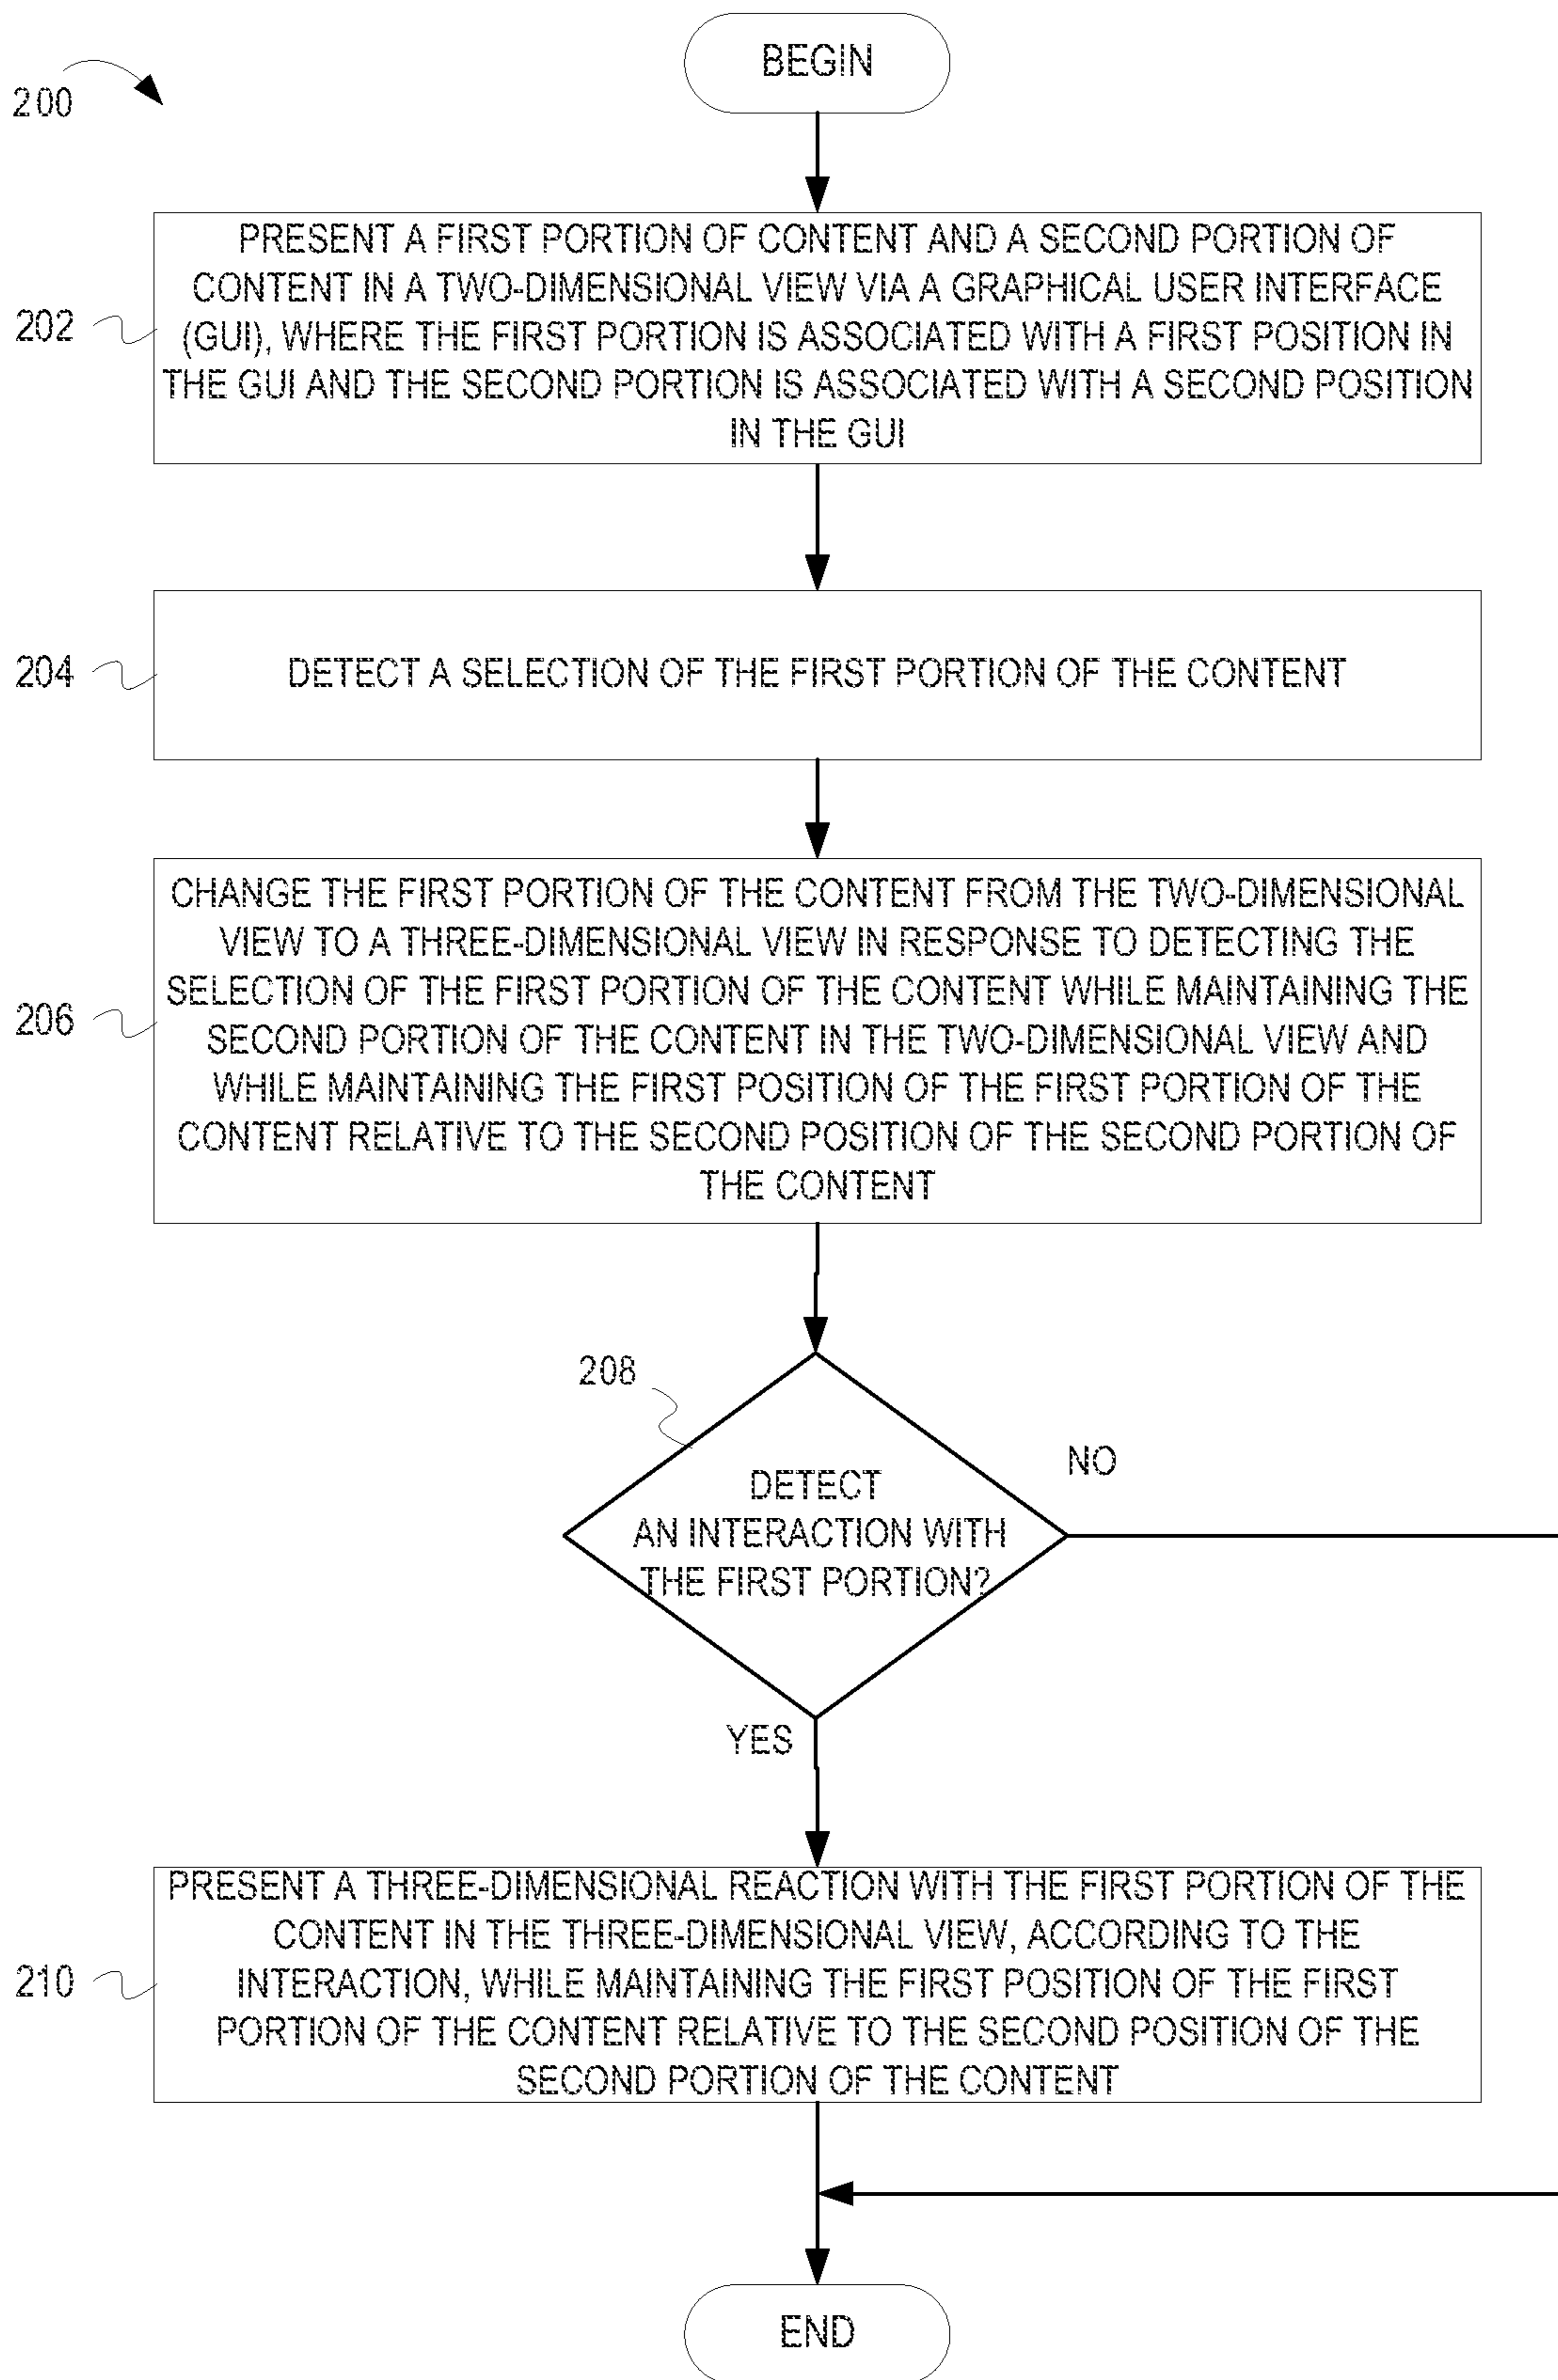 BEGIN
200
PRESENT A FIRST PORTION OF CONTENT AND A SECOND PORTION OF
CONTENT IN A TWO-DIMENSIONAL VIEW VIA A GRAPHICAL USER INTERFACE
(GUI), WHERE THE FIRST PORTION IS ASSOCIATED WITH A FIRST POSITION IN
THE GUI AND THE SECOND PORTION IS ASSOCIATED WITH A SECOND POSITION
IN THE GUI
202
DETECT A SELECTION OF THE FIRST PORTION OF THE CONTENT
204
CHANGE THE FIRST PORTION OF THE CONTENT FROM THE TWO-DIMENSIONAL
VIEW TO A THREE-DIMENSIONAL VIEW IN RESPONSE TO DETECTING THE
SELECTION OF THE FIRST PORTION OF THE CONTENT WHILE MAINTAINING THE
SECOND PORTION OF THE CONTENT IN THE TWO-DIMENSIONAL VIEW AND
WHILE MAINTAINING THE FIRST POSITION OF THE FIRST PORTION OF THE
CONTENT RELATIVE TO THE SECOND POSITION OF THE SECOND PORTION OF
THE CONTENT
206
208
DETECT
AN INTERACTION WITH
THE FIRST PORTION?
NO
YES
PRESENT A THREE-DIMENSIONAL REACTION WITH THE FIRST PORTION OF THE
CONTENT IN THE THREE-DIMENSIONAL VIEW, ACCORDING TO THE
INTERACTION, WHILE MAINTAINING THE FIRST POSITION OF THE FIRST
PORTION OF THE CONTENT RELATIVE TO THE SECOND POSITION OF THE
SECOND PORTION OF THE CONTENT
210
END